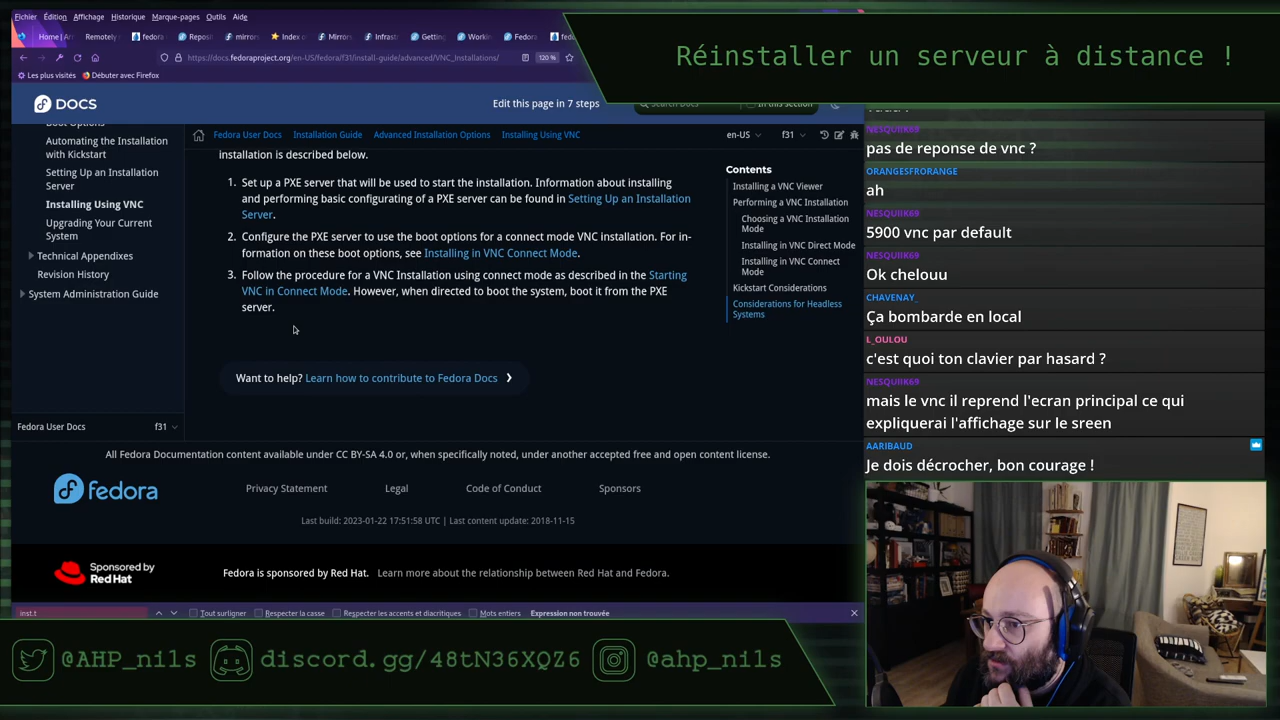 Fichier Édition Affichage Historique Marque-pages Outils Aide
Réinstaller un serveur à distance !
https://docs.fedoraproject.org/en-US/fedora/f31/install-guide/advanced/VNC_Installations/
120 %
Les plus visités Débuter avec Firefox
DOCS
Edit this page in 7 steps
Search Docs
In this section
Fedora User Docs Installation Guide Advanced Installation Options Installing Using VNC
en-US f31
Boot Options
Automating the Installation
with Kickstart
Setting Up an Installation
Server
Installing Using VNC
Upgrading Your Current
System
Technical Appendixes
Revision History
System Administration Guide
Fedora User Docs f31
installation is described below.
1. Set up a PXE server that will be used to start the installation. Information about installing
and performing basic configurating of a PXE server can be found in Setting Up an Installation
Server.
2. Configure the PXE server to use the boot options for a connect mode VNC installation. For in-
formation on these boot options, see Installing in VNC Connect Mode.
3. Follow the procedure for a VNC Installation using connect mode as described in the Starting
VNC in Connect Mode. However, when directed to boot the system, boot it from the PXE
server.
Want to help? Learn how to contribute to Fedora Docs
Contents
Installing a VNC Viewer
Performing a VNC Installation
Choosing a VNC Installation
Mode
Installing in VNC Direct Mode
Installing in VNC Connect
Mode
Kickstart Considerations
Considerations for Headless
Systems
All Fedora Documentation content available under CC BY-SA 4.0 or, when specifically noted, under another accepted free and open content license.
fedora
Privacy Statement Legal Code of Conduct Sponsors
Last build: 2023-01-22 17:51:58 UTC | Last content update: 2018-11-15
Sponsored by
Red Hat
Fedora is sponsored by Red Hat. Learn more about the relationship between Red Hat and Fedora.
inst.t
Tout surligner Respecter la casse Respecter les accents et diacritiques Mots entiers Expression non trouvée
NESQUIIK69
pas de reponse de vnc ?
ORANGESFRORANGE
ah
NESQUIIK69
5900 vnc par default
NESQUIIK69
Ok chelouu
CHAVENAY_
Ça bombarde en local
L_OULOU
c'est quoi ton clavier par hasard ?
NESQUIIK69
mais le vnc il reprend l'ecran principal ce qui
expliquerai l'affichage sur le sreen
AARIBAUD
Je dois décrocher, bon courage !
@AHP_nils discord.gg/48tN36XQZ6 @ahp_nils